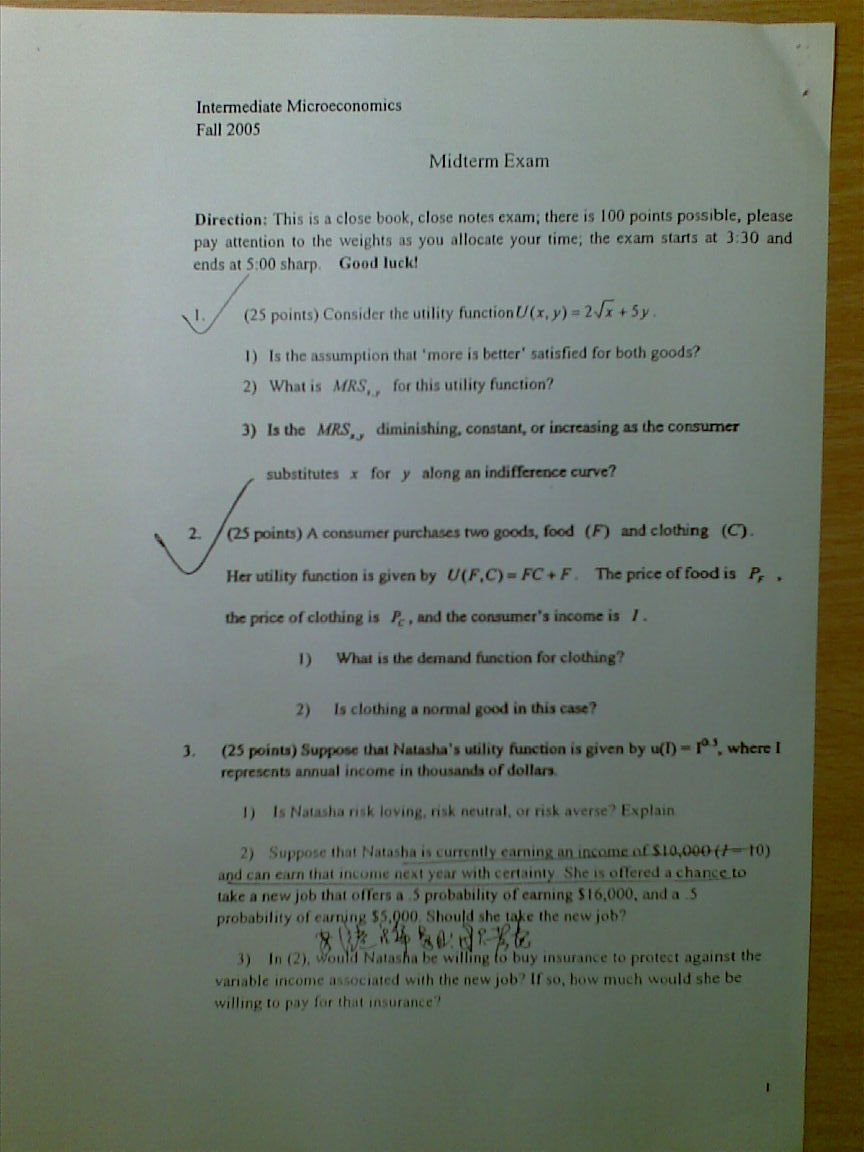 Intermediate Microeconomics
Fall 2005
Midterm Exam
Direction: This is a close book, close notes exam; there is 100 points possible, please
pay attention to the weights as you allocate your time; the exam starts at 3:30 and
ends at 5:00 sharp. Good luck!
1. (25 points) Consider the utility function U(x, y) = 2√x + 5y.
1) Is the assumption that 'more is better' satisfied for both goods?
2) What is MRS_{x,y} for this utility function?
3) Is the MRS_{x,y} diminishing, constant, or increasing as the consumer
substitutes x for y along an indifference curve?
2. (25 points) A consumer purchases two goods, food (F) and clothing (C).
Her utility function is given by U(F,C) = FC + F. The price of food is P_F ,
the price of clothing is P_C, and the consumer's income is I.
1) What is the demand function for clothing?
2) Is clothing a normal good in this case?
3. (25 points) Suppose that Natasha's utility function is given by u(I) = I^0.5, where I
represents annual income in thousands of dollars.
1) Is Natasha risk loving, risk neutral, or risk averse? Explain.
2) Suppose that Natasha is currently earning an income of $10,000 (I = 10)
and can earn that income next year with certainty. She is offered a chance to
take a new job that offers a .5 probability of earning $16,000, and a .5
probability of earning $5,000. Should she take the new job?
3) In (2), would Natasha be willing to buy insurance to protect against the
variable income associated with the new job? If so, how much would she be
willing to pay for that insurance?
1